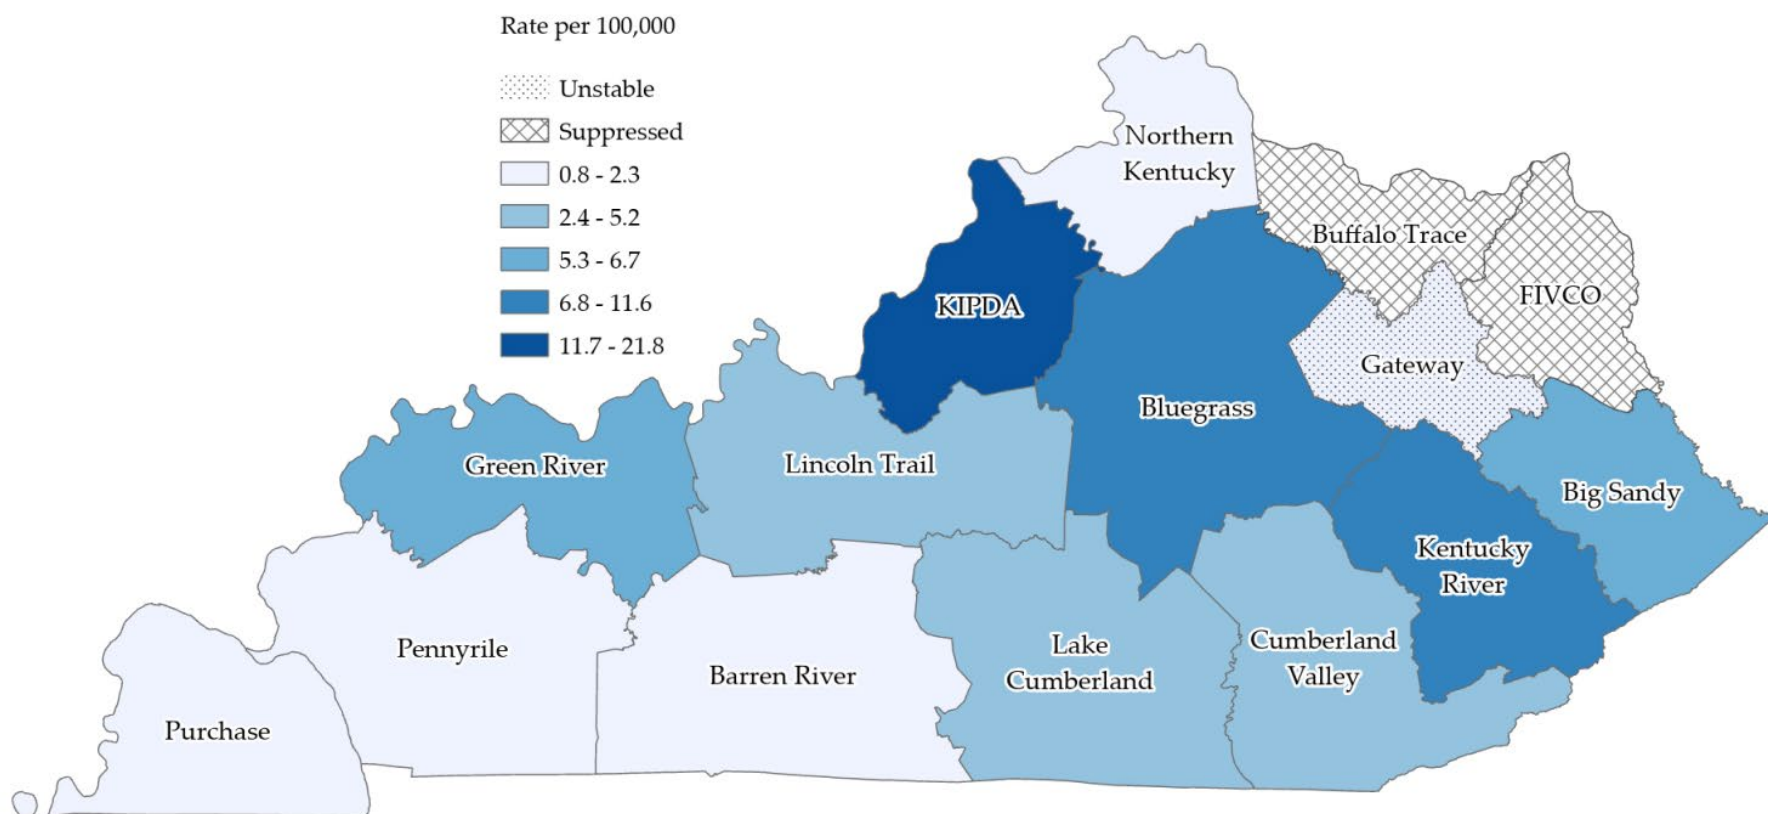 Rate per 100,000
Unstable
Suppressed
0.8 - 2.3
2.4 - 5.2
5.3 - 6.7
6.8 - 11.6
11.7 - 21.8
Northern
Kentucky
Buffalo Trace
FIVCO
KIPDA
Gateway
Bluegrass
Green River
Lincoln Trail
Big Sandy
Kentucky
River
Pennyrile
Barren River
Lake
Cumberland
Cumberland
Valley
Purchase